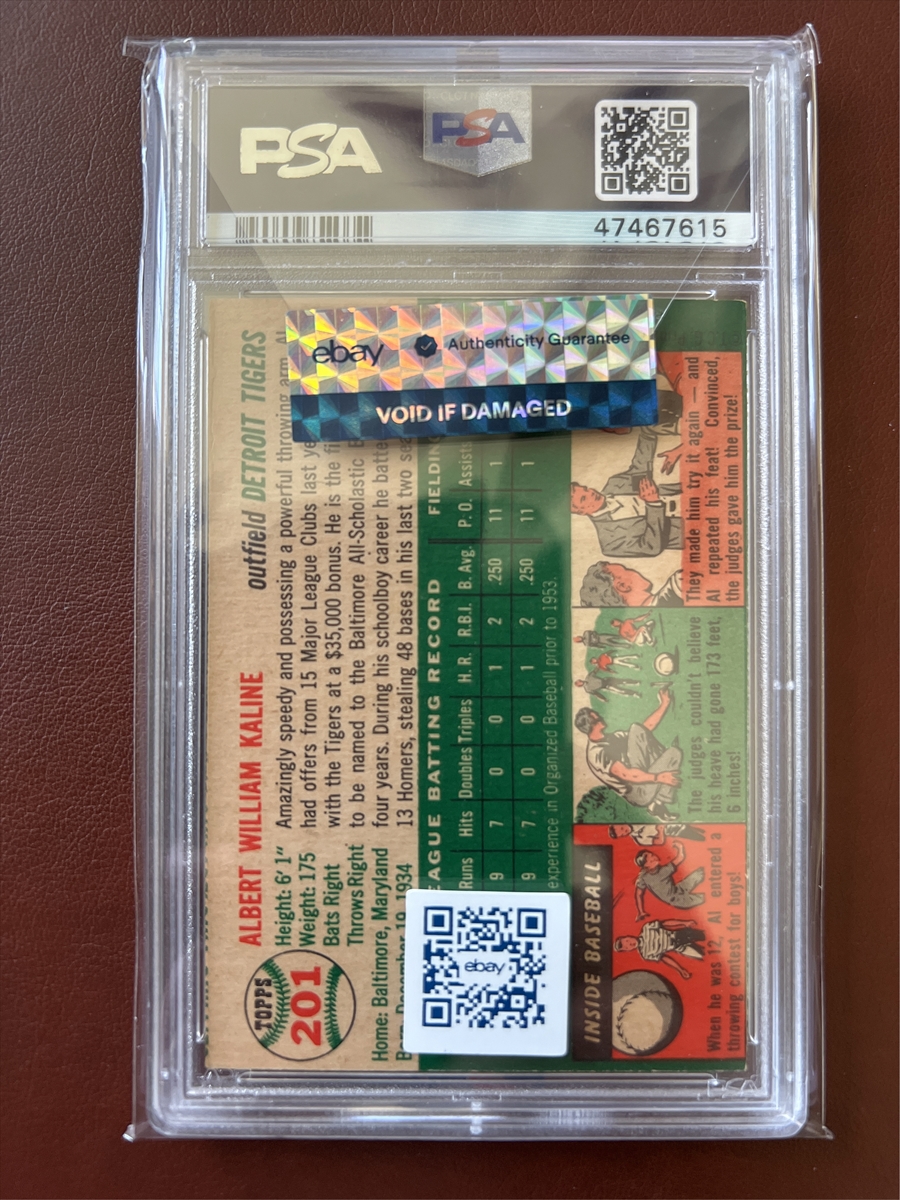 PSA
PSA
47467615
ebay Authenticity Guarantee
VOID IF DAMAGED
TOPPS
201
ALBERT WILLIAM KALINE
outfield DETROIT TIGERS
Height: 6' 1"
Weight: 175
Bats Right
Throws Right
Home: Baltimore, Maryland
December 19, 1934
Amazingly speedy and possessing a powerful throwing arm,
had offers from 15 Major League Clubs last
with the Tigers at a $35,000 bonus. He is the
to be named to the Baltimore All-Scholastic
four years. During his schoolboy career he
13 Homers, stealing 48 bases in his last two
BATTING RECORD FIELDING
Runs Hits Doubles Triples H. R. R.B.I. B. Avg. P. O. Assists
9 7 0 0 1 2 .250 11 1
9 7 0 0 1 2 .250 11 1
experience in Organized Baseball prior to 1953.
ebay
INSIDE BASEBALL
When he was 12, Al entered a
throwing contest for boys!
The judges couldn't believe
his heave had gone 173 feet,
6 inches!
They made him try it again — and
Al repeated his feat! Convinced,
the judges gave him the prize!
PSA